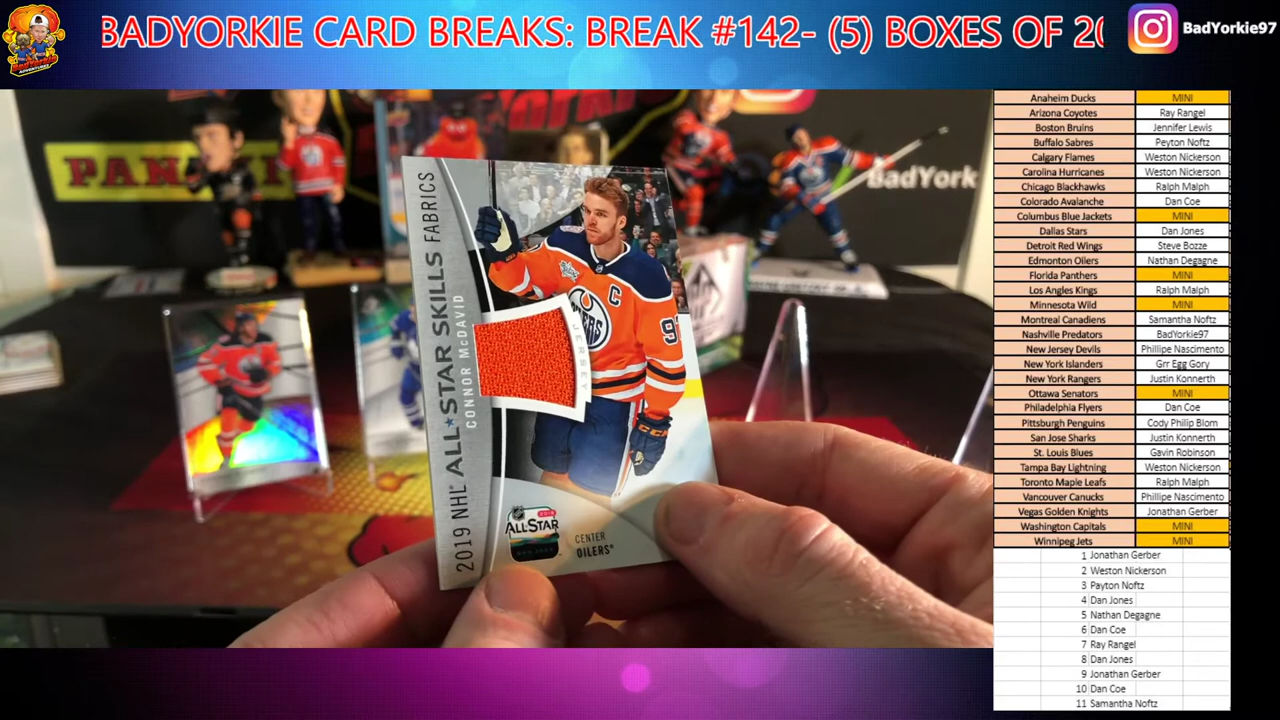 BADYORKIE CARD BREAKS: BREAK #142- (5) BOXES OF 20
BadYorkie97
PANINI
BadYork
2019 NHL ALL★STAR SKILLS FABRICS
CONNOR McDAVID
JERSEY
C
OILERS
9
CCM
2019
ALL★STAR
CENTER
OILERS
Anaheim Ducks MINI
Arizona Coyotes Ray Rangel
Boston Bruins Jennifer Lewis
Buffalo Sabres Peyton Noftz
Calgary Flames Weston Nickerson
Carolina Hurricanes Weston Nickerson
Chicago Blackhawks Ralph Malph
Colorado Avalanche Dan Coe
Columbus Blue Jackets MINI
Dallas Stars Dan Jones
Detroit Red Wings Steve Bozze
Edmonton Oilers Nathan Degagne
Florida Panthers MINI
Los Angles Kings Ralph Malph
Minnesota Wild MINI
Montreal Canadiens Samantha Noftz
Nashville Predators BadYorkie97
New Jersey Devils Phillipe Nascimento
New York Islanders Grr Egg Gory
New York Rangers Justin Konnerth
Ottawa Senators MINI
Philadelphia Flyers Dan Coe
Pittsburg Penguins Cody Philip Blom
San Jose Sharks Justin Konnerth
St. Louis Blues Gavin Robinson
Tampa Bay Lightning Weston Nickerson
Toronto Maple Leafs Ralph Malph
Vancouver Canucks Phillipe Nascimento
Vegas Golden Knights Jonathan Gerber
Washington Capitals MINI
Winnipeg Jets MINI
1 Jonathan Gerber
2 Weston Nickerson
3 Payton Noftz
4 Dan Jones
5 Nathan Degagne
6 Dan Coe
7 Ray Rangel
8 Dan Jones
9 Jonathan Gerber
10 Dan Coe
11 Samantha Noftz